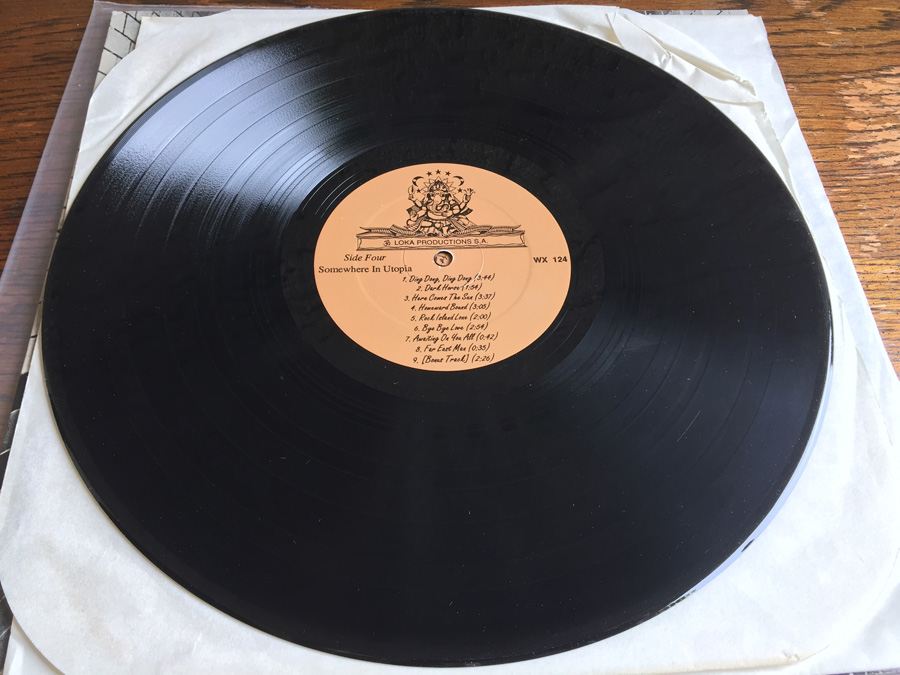 ॐ LOKA PRODUCTIONS S.A.
Side Four
Somewhere In Utopia
WX 124
1. Ding Dong, Ding Dong (3:44)
2. Dark Horse (1:54)
3. Here Comes The Sun (3:37)
4. Homeward Bound (3:05)
5. Rock Island Line (2:00)
6. Bye Bye Love (2:54)
7. Awaiting On You All (0:42)
8. Far East Man (0:35)
9. [Bonus Track] (2:26)